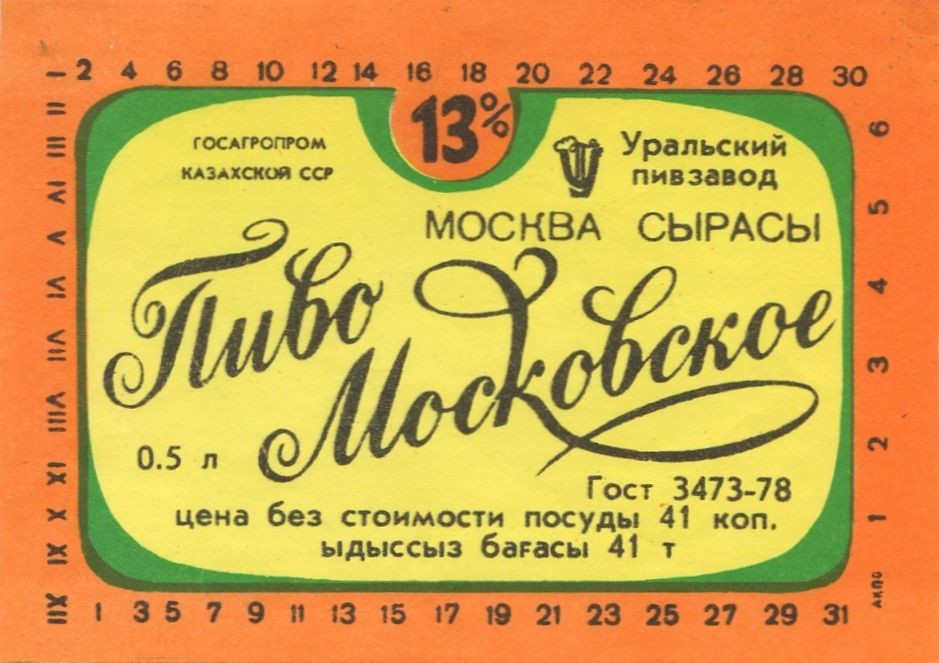 2 4 6 8 10 12 14 16 18 20 22 24 26 28 30
I II III IV V VI VII VIII IX X XI XII
13%
ГОСАГРОПРОМ
КАЗАХСКОЙ ССР
Уральский
пивзавод
МОСКВА СЫРАСЫ
Пиво
Московское
0.5 л
Гост 3473-78
цена без стоимости посуды 41 коп.
ыдыссыз бағасы 41 т
6 5 4 3 2 1
АКПО
1 3 5 7 9 11 13 15 17 19 21 23 25 27 29 31